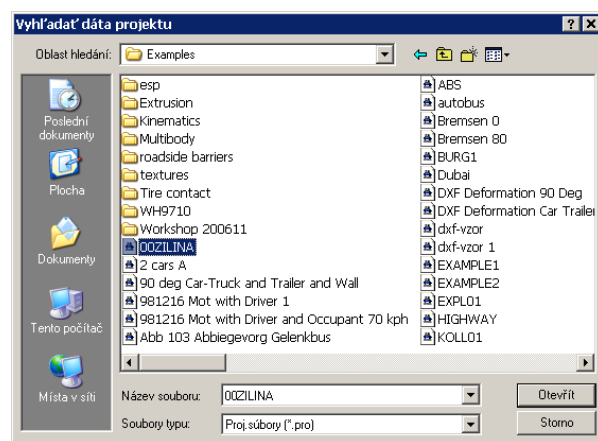 Vyhľadať dáta projektu
Oblast hledání:
Examples
Poslední
dokumenty
Plocha
Dokumenty
Tento počítač
Místa v síti
esp
Extrusion
Kinematics
Multibody
roadside barriers
textures
Tire contact
WH9710
Workshop 200611
00ZILINA
2 cars A
90 deg Car-Truck and Trailer and Wall
981216 Mot with Driver 1
981216 Mot with Driver and Occupant 70 kph
Abb 103 Abbiegevorg Gelenkbus
ABS
autobus
Bremsen 0
Bremsen 80
BURG1
Dubai
DXF Deformation 90 Deg
DXF Deformation Car Trailer
dxf-vzor
dxf-vzor 1
EXAMPLE1
EXAMPLE2
EXPL01
HIGHWAY
KOLL01
Název souboru:
00ZILINA
Otevřít
Soubory typu:
Proj.súbory (*.pro)
Storno